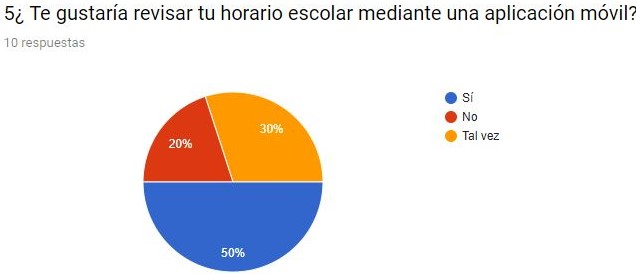 5¿ Te gustaría revisar tu horario escolar mediante una aplicación móvil?
10 respuestas
Sí
No
Tal vez
30%
20%
50%